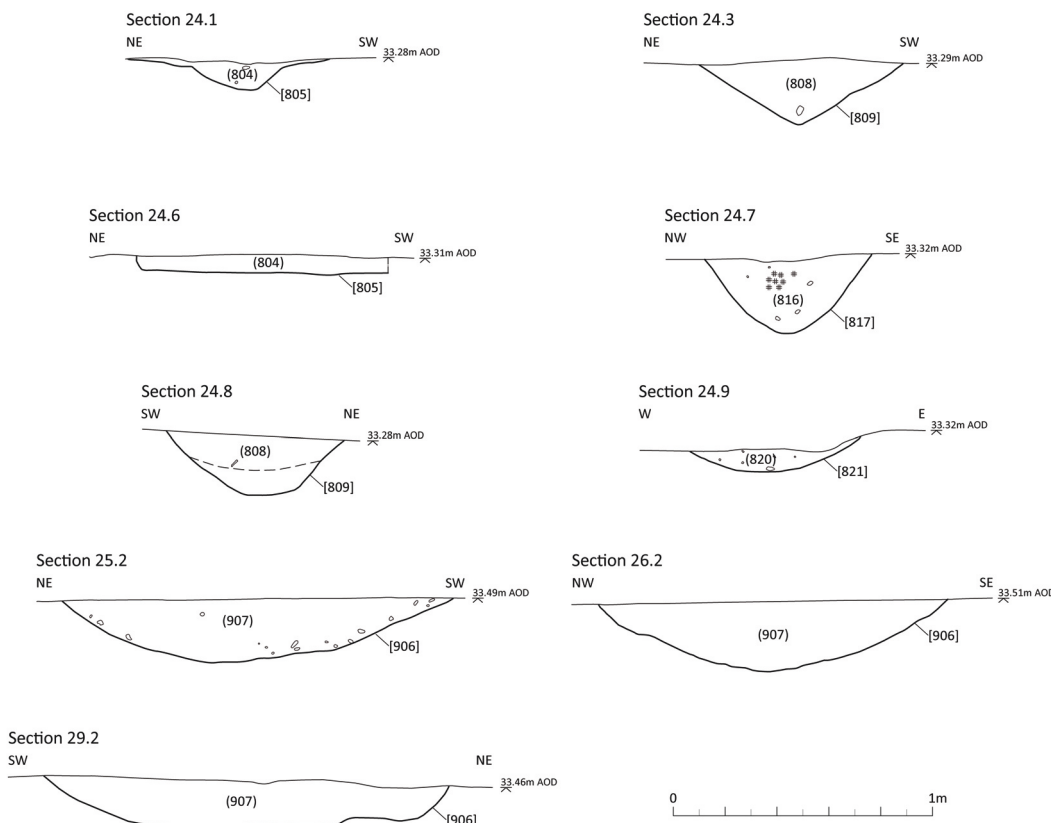 Section 24.1
NE SW
33.28m AOD
(804)
[805]
Section 24.3
NE SW
33.29m AOD
(808)
[809]
Section 24.6
NE SW
33.31m AOD
(804)
[805]
Section 24.7
NW SE
33.32m AOD
(816)
[817]
Section 24.8
SW NE
33.28m AOD
(808)
[809]
Section 24.9
W E
33.32m AOD
(820)
[821]
Section 25.2
NE SW
33.49m AOD
(907)
[906]
Section 26.2
NW SE
33.51m AOD
(907)
[906]
Section 29.2
SW NE
33.46m AOD
(907)
[906]
0 1m